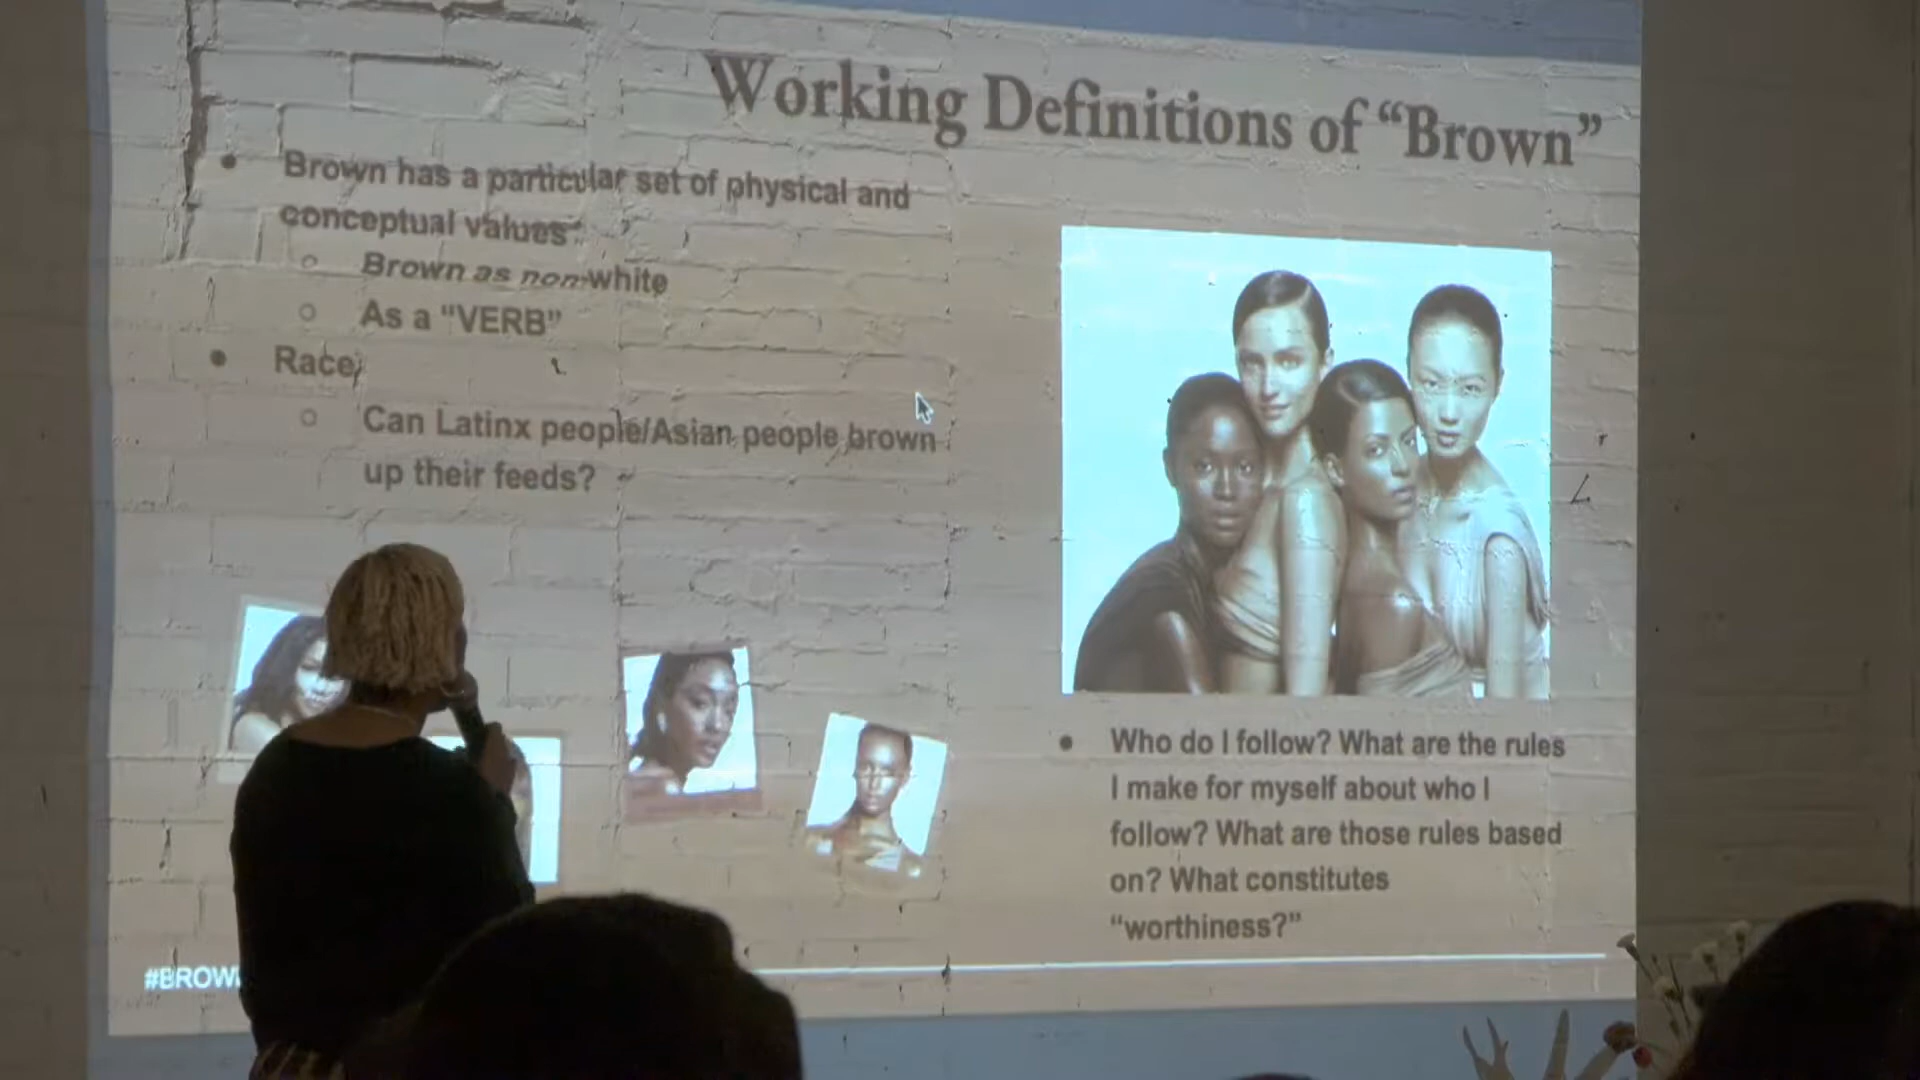 Working Definitions of “Brown”
Brown has a particular set of physical and
conceptual values”
Brown as non-white
As a “VERB”
Race
Can Latinx people/Asian people brown
up their feeds?
Who do I follow? What are the rules
I make for myself about who I
follow? What are those rules based
on? What constitutes
“worthiness?”